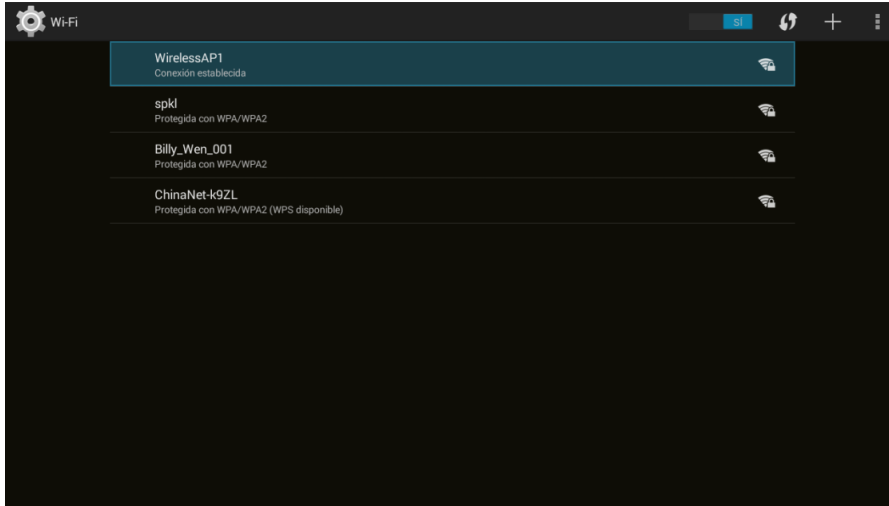 Wi-Fi
SÍ
WirelessAP1
Conexión establecida
spkl
Protegida con WPA/WPA2
Billy_Wen_001
Protegida con WPA/WPA2
ChinaNet-k9ZL
Protegida con WPA/WPA2 (WPS disponible)